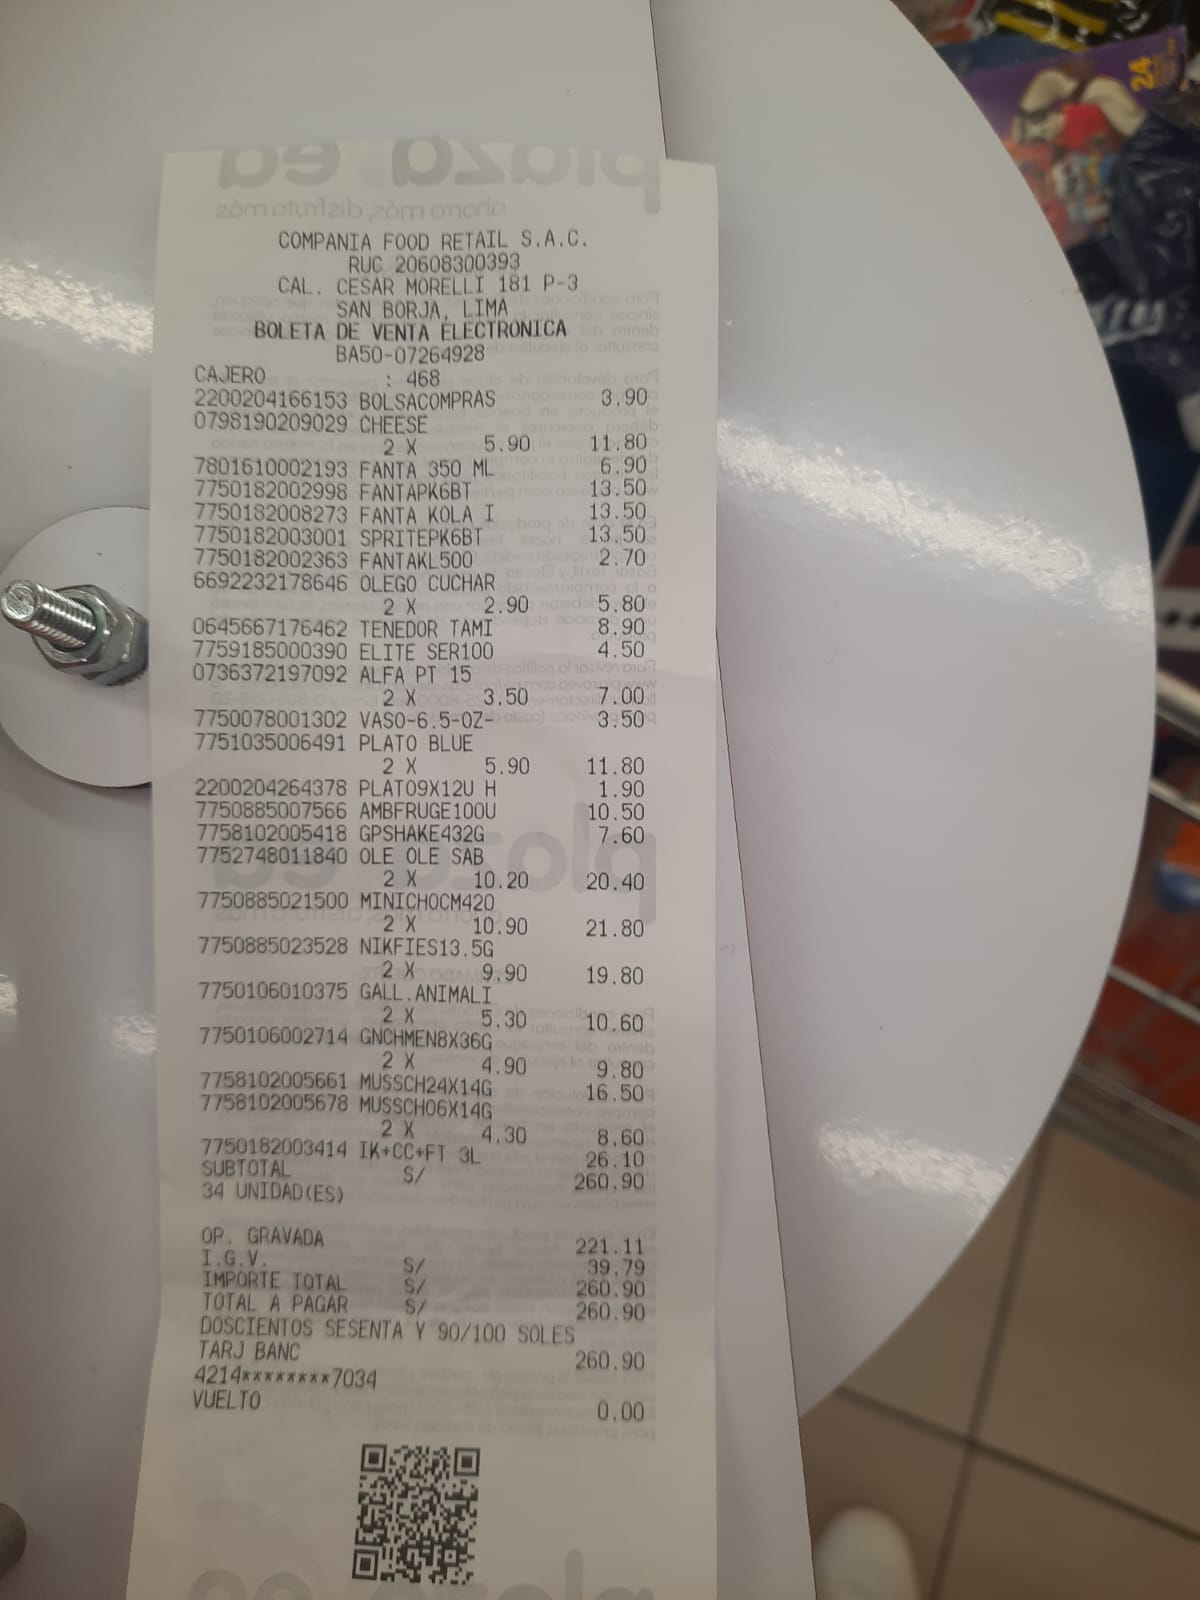 plaza vea
ahorro más, disfruto más
COMPANIA FOOD RETAIL S.A.C.
RUC 20608300393
CAL. CESAR MORELLI 181 P-3
SAN BORJA, LIMA
BOLETA DE VENTA ELECTRONICA
BA50-07264928
CAJERO : 468
2200204166153 BOLSACOMPRAS 3.90
0798190209029 CHEESE
2 X 5.90 11.80
7801610002193 FANTA 350 ML 6.90
7750182002998 FANTAPK6BT 13.50
7750182008273 FANTA KOLA I 13.50
7750182003001 SPRITEPK6BT 13.50
7750182002363 FANTAKL500 2.70
6692232178646 OLEGO CUCHAR
2 X 2.90 5.80
0645667176462 TENEDOR TAMI 8.90
7759185000390 ELITE SER100 4.50
0736372197092 ALFA PT 15
2 X 3.50 7.00
7750078001302 VASO-6.5-OZ- 3.50
7751035006491 PLATO BLUE
2 X 5.90 11.80
2200204264378 PLATO9X12U H 1.90
7750885007566 AMBFRUGE100U 10.50
7758102005418 GPSHAKE432G 7.60
7752748011840 OLE OLE SAB
2 X 10.20 20.40
7750885021500 MINICHOCM420
2 X 10.90 21.80
7750885023528 NIKFIES13.5G
2 X 9.90 19.80
7750106010375 GALL.ANIMALI
2 X 5.30 10.60
7750106002714 GNCHMEN8X36G
2 X 4.90 9.80
7758102005661 MUSSCH24X14G 16.50
7758102005678 MUSSCH06X14G
2 X 4.30 8.60
7750182003414 IK+CC+FT 3L 26.10
SUBTOTAL S/ 260.90
34 UNIDAD(ES)
OP. GRAVADA 221.11
I.G.V. S/ 39.79
IMPORTE TOTAL S/ 260.90
TOTAL A PAGAR S/ 260.90
DOSCIENTOS SESENTA Y 90/100 SOLES
TARJ BANC 260.90
4214********7034
VUELTO 0.00
24